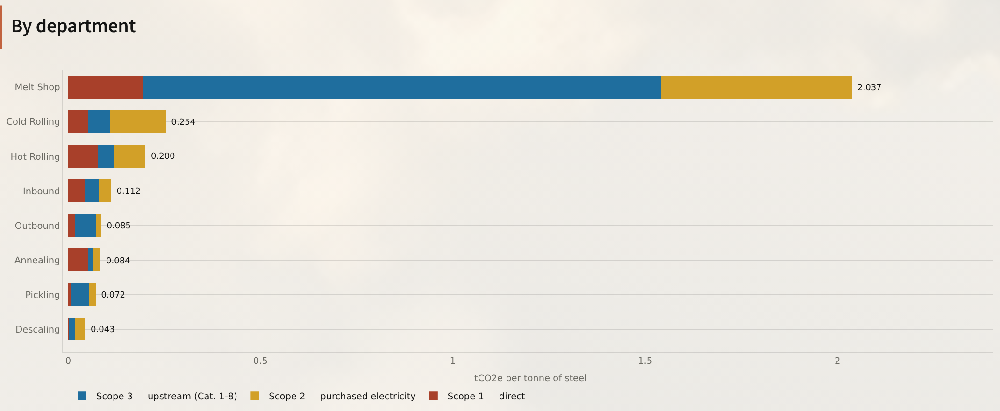 By department
Melt Shop 2.037
Cold Rolling 0.254
Hot Rolling 0.200
Inbound 0.112
Outbound 0.085
Annealing 0.084
Pickling 0.072
Descaling 0.043
0 0.5 1 1.5 2
tCO2e per tonne of steel
Scope 3 — upstream (Cat. 1-8) Scope 2 — purchased electricity Scope 1 — direct